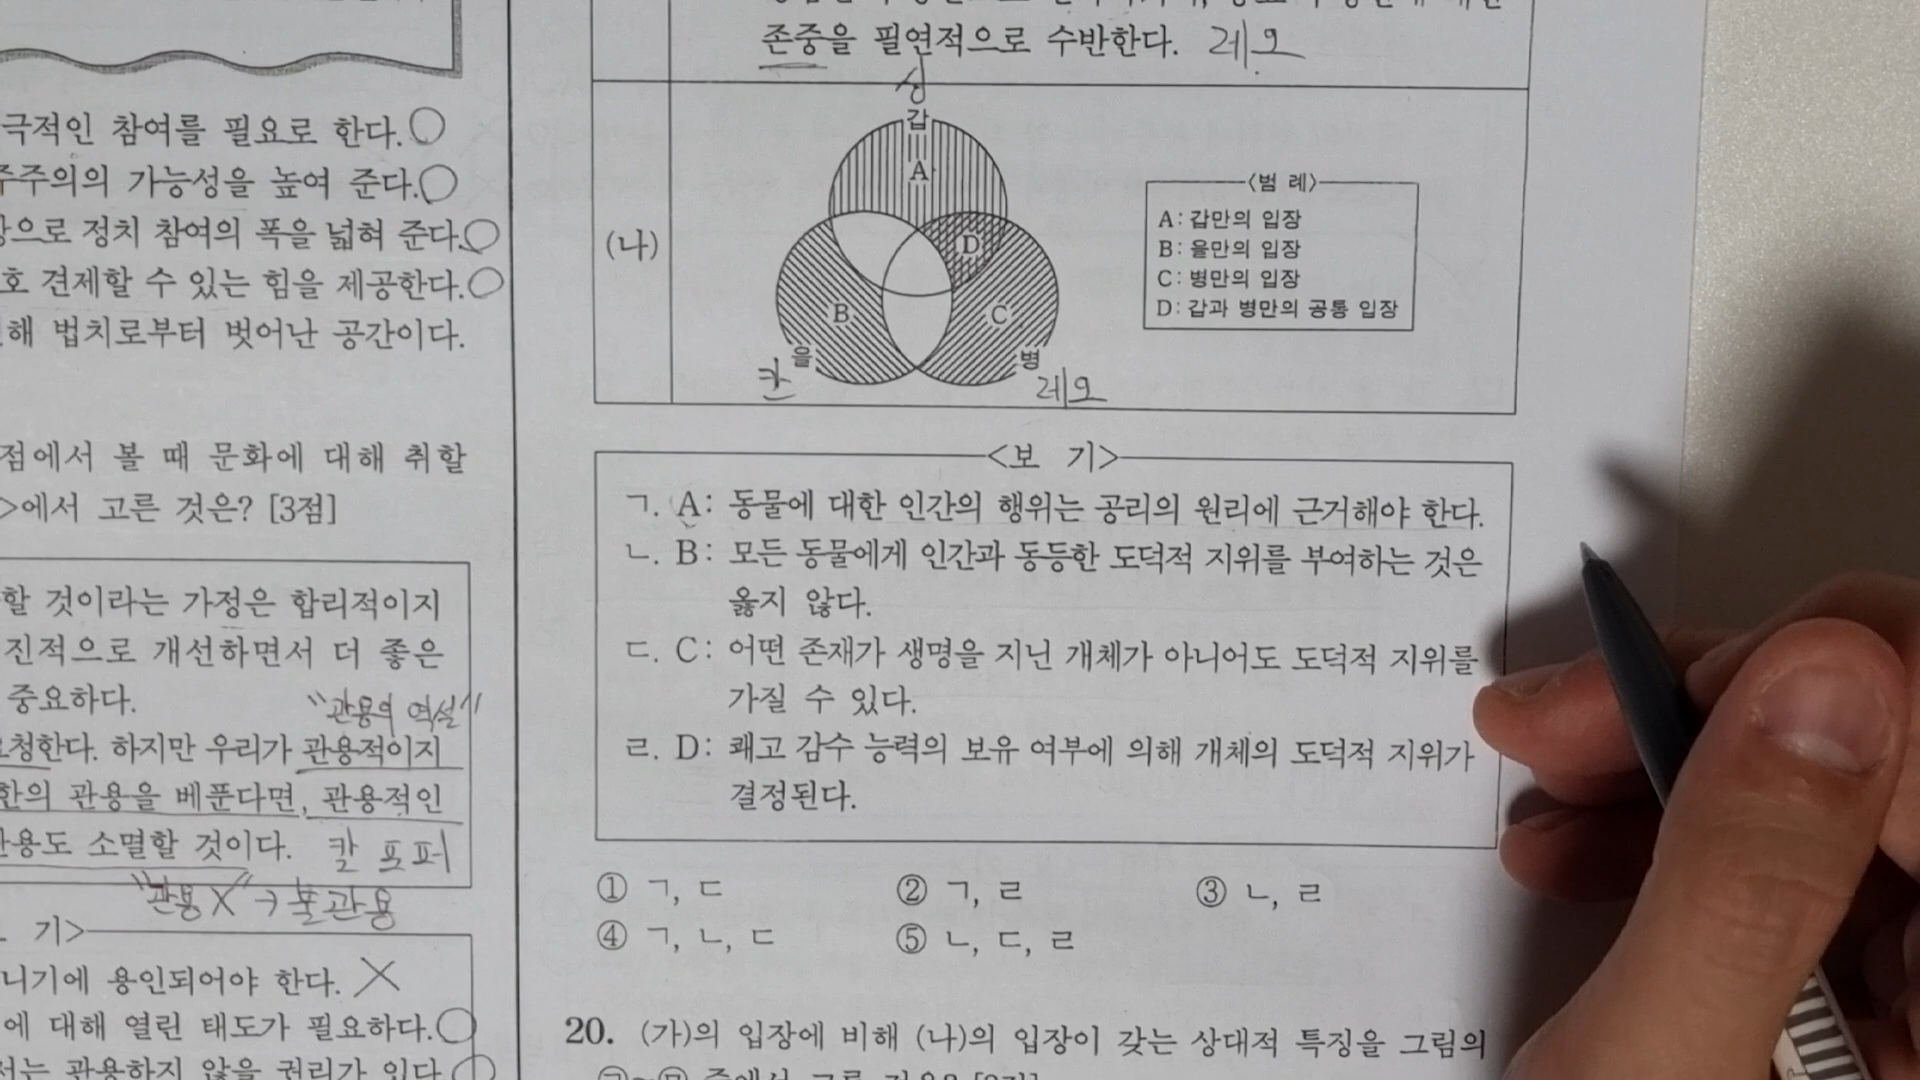 극적인 참여를 필요로 한다.
주주의의 가능성을 높여 준다.
으로 정치 참여의 폭을 넓혀 준다.
호 견제할 수 있는 힘을 제공한다.
해 법치로부터 벗어난 공간이다.
점에서 볼 때 문화에 대해 취할
>에서 고른 것은? [3점]
할 것이라는 가정은 합리적이지
진적으로 개선하면서 더 좋은
중요하다.
"관용의 역설"
요청한다. 하지만 우리가 관용적이지
한의 관용을 베푼다면, 관용적인
관용도 소멸할 것이다. 칼 포퍼
"관용X" → 불관용
기>
니기에 용인되어야 한다. X
에 대해 열린 태도가 필요하다.
서는 관용하지 않을 권리가 있다.
존중을 필연적으로 수반한다. 레오
(나)
싱
갑
A
D
B
C
을
병
칸
레오
<범 례>
A: 갑만의 입장
B: 을만의 입장
C: 병만의 입장
D: 갑과 병만의 공통 입장
<보 기>
ㄱ. A: 동물에 대한 인간의 행위는 공리의 원리에 근거해야 한다.
ㄴ. B: 모든 동물에게 인간과 동등한 도덕적 지위를 부여하는 것은
옳지 않다.
ㄷ. C: 어떤 존재가 생명을 지닌 개체가 아니어도 도덕적 지위를
가질 수 있다.
ㄹ. D: 쾌고 감수 능력의 보유 여부에 의해 개체의 도덕적 지위가
결정된다.
① ㄱ, ㄷ ② ㄱ, ㄹ ③ ㄴ, ㄹ
④ ㄱ, ㄴ, ㄷ ⑤ ㄴ, ㄷ, ㄹ
20. (가)의 입장에 비해 (나)의 입장이 갖는 상대적 특징을 그림의